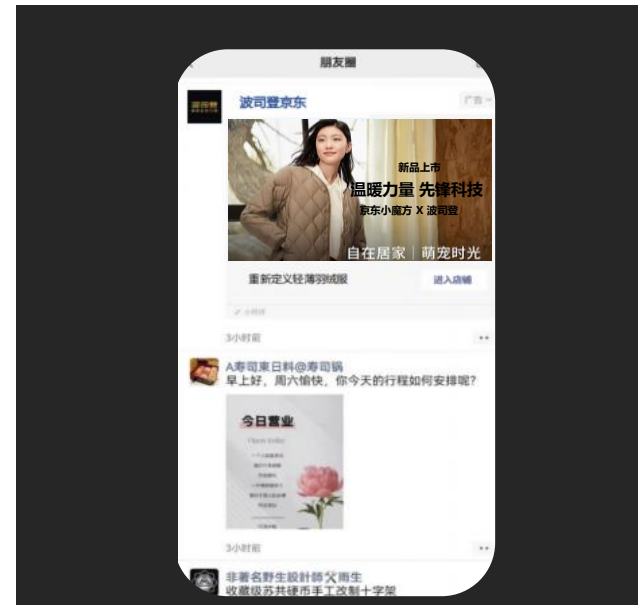 朋友圈
波司登
波司登京东
广告
新品上市
温暖力量 先锋科技
京东小魔方 X 波司登
自在居家｜萌宠时光
重新定义轻薄羽绒服
进入店铺
3小时前
A寿司東日料@寿司锅
早上好，周六愉快，你今天的行程如何安排呢？
今日营业
3小时前
非著名野生設計師🛠雨生
收藏级苏共硬币手工改制十字架